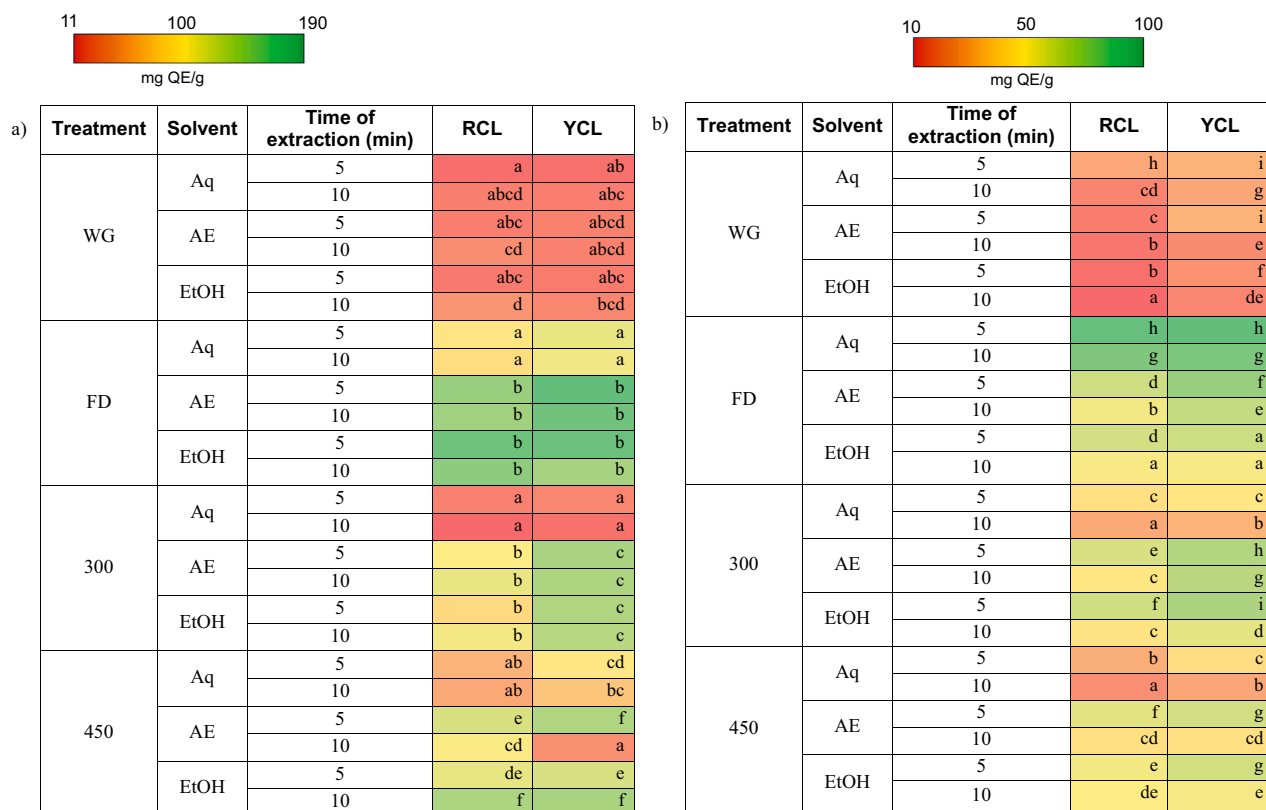 11 100 190
mg QE/g
a)
Treatment Solvent Time of extraction (min) RCL YCL
WG Aq 5 a ab
10 abcd abc
AE 5 abc abcd
10 cd abcd
EtOH 5 abc abc
10 d bcd
FD Aq 5 a a
10 a a
AE 5 b b
10 b b
EtOH 5 b b
10 b b
300 Aq 5 a a
10 a a
AE 5 b c
10 b c
EtOH 5 b c
10 b c
450 Aq 5 ab cd
10 ab bc
AE 5 e f
10 cd a
EtOH 5 de e
10 f f
10 50 100
mg QE/g
b)
Treatment Solvent Time of extraction (min) RCL YCL
WG Aq 5 h i
10 cd g
AE 5 c i
10 b e
EtOH 5 b f
10 a de
FD Aq 5 h h
10 g g
AE 5 d f
10 b e
EtOH 5 d a
10 a a
300 Aq 5 c c
10 a b
AE 5 e h
10 c g
EtOH 5 f i
10 c d
450 Aq 5 b c
10 a b
AE 5 f g
10 cd cd
EtOH 5 e g
10 de e